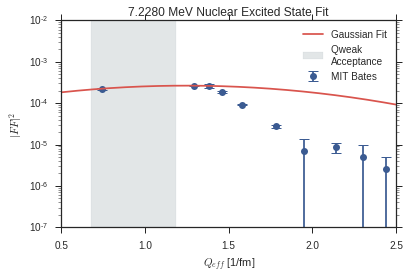 7.2280 MeV Nuclear Excited State Fit
10⁻²
10⁻³
10⁻⁴
10⁻⁵
10⁻⁶
10⁻⁷
|FF|²
Gaussian Fit
Qweak
Acceptance
MIT Bates
0.5 1.0 1.5 2.0 2.5
Q_eff [1/fm]